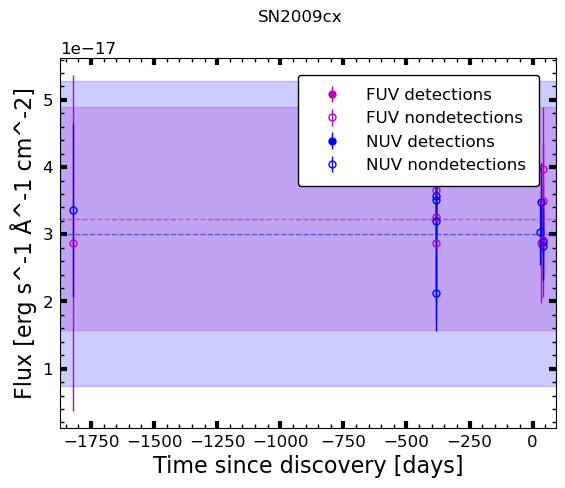 SN2009cx
1e−17
FUV detections
FUV nondetections
NUV detections
NUV nondetections
5
4
3
2
1
Flux [erg s^-1 Å^-1 cm^-2]
−1750 −1500 −1250 −1000 −750 −500 −250 0
Time since discovery [days]